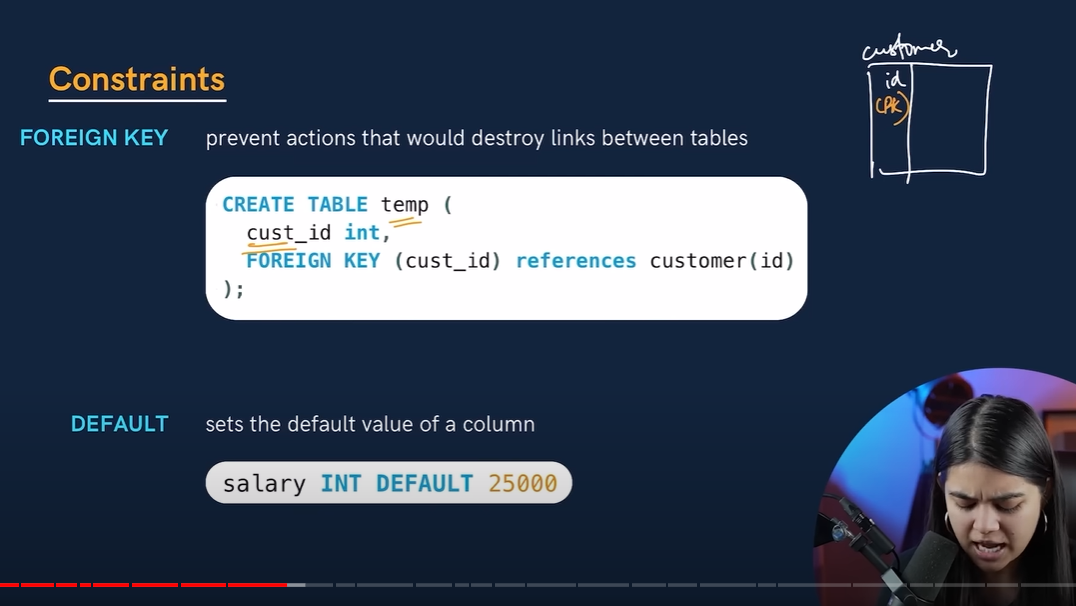 Constraints
customer
id
(PK)
FOREIGN KEY prevent actions that would destroy links between tables
CREATE TABLE temp (
cust_id int,
FOREIGN KEY (cust_id) references customer(id)
);
DEFAULT sets the default value of a column
salary INT DEFAULT 25000